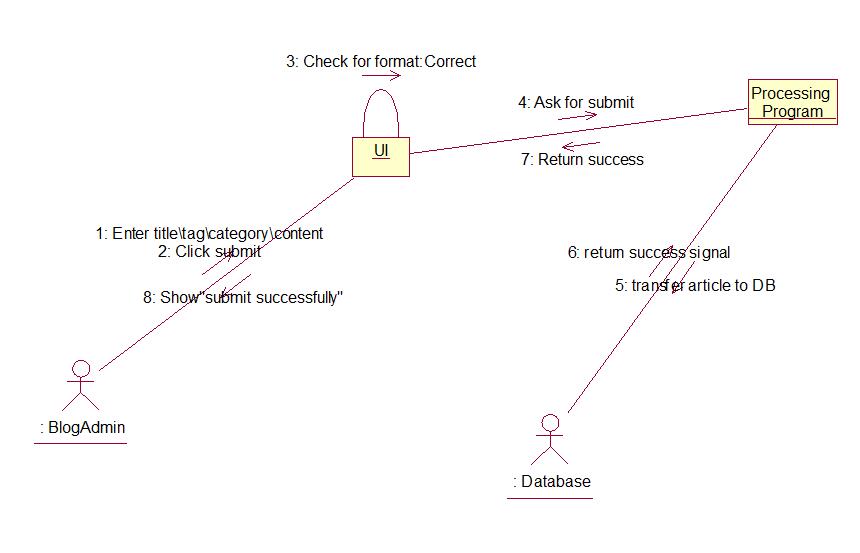 3: Check for format:Correct
4: Ask for submit
Processing
Program
UI
7: Return success
1: Enter title\tag\category\content
2: Click submit
6: return success signal
5: transfer article to DB
8: Show"submit successfully"
: BlogAdmin
: Database